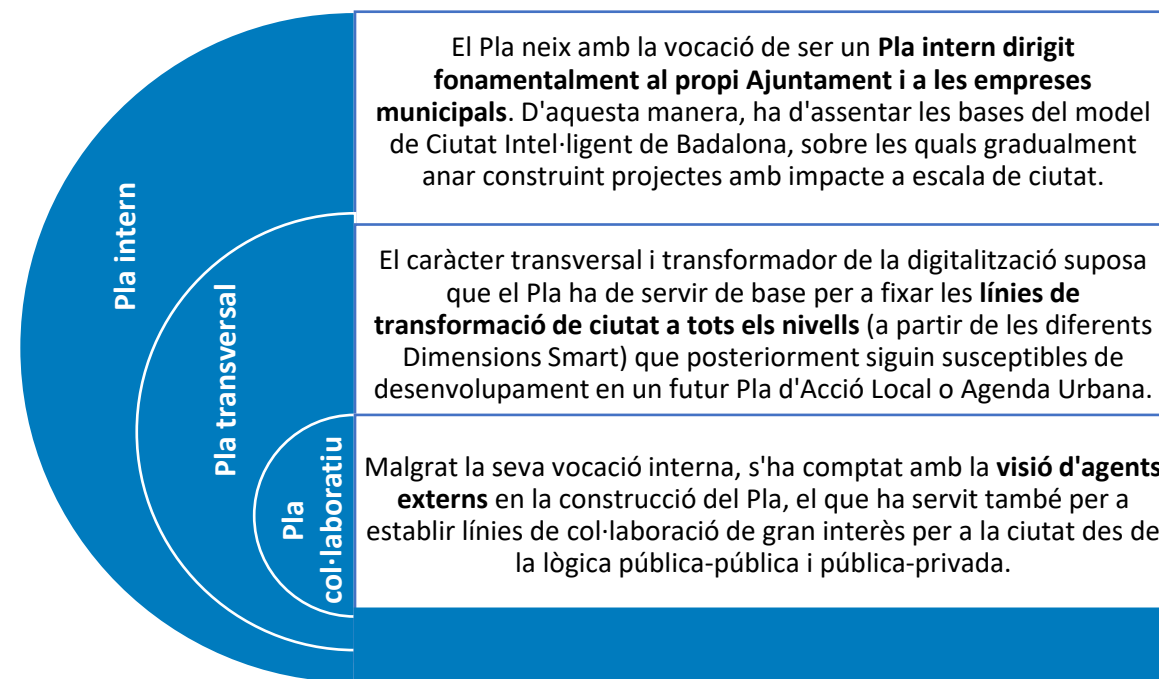 Pla intern
El Pla neix amb la vocació de ser un Pla intern dirigit
fonamentalment al propi Ajuntament i a les empreses
municipals. D'aquesta manera, ha d'assentar les bases del model
de Ciutat Intel·ligent de Badalona, sobre les quals gradualment
anar construint projectes amb impacte a escala de ciutat.
Pla transversal
El caràcter transversal i transformador de la digitalització suposa
que el Pla ha de servir de base per a fixar les línies de
transformació de ciutat a tots els nivells (a partir de les diferents
Dimensions Smart) que posteriorment siguin susceptibles de
desenvolupament en un futur Pla d'Acció Local o Agenda Urbana.
Pla
col·laboratiu
Malgrat la seva vocació interna, s'ha comptat amb la visió d'agents
externs en la construcció del Pla, el que ha servit també per a
establir línies de col·laboració de gran interès per a la ciutat des de
la lògica pública-pública i pública-privada.